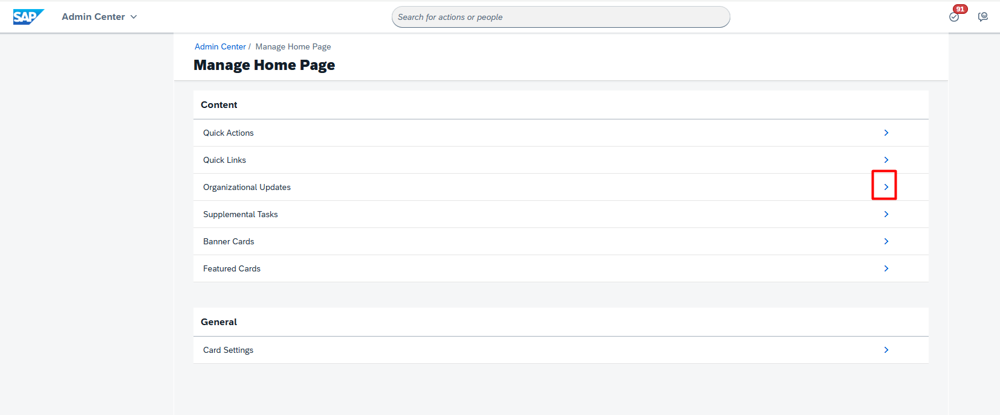 SAP
Admin Center
Search for actions or people
91
Admin Center / Manage Home Page
Manage Home Page
Content
Quick Actions
Quick Links
Organizational Updates
Supplemental Tasks
Banner Cards
Featured Cards
General
Card Settings